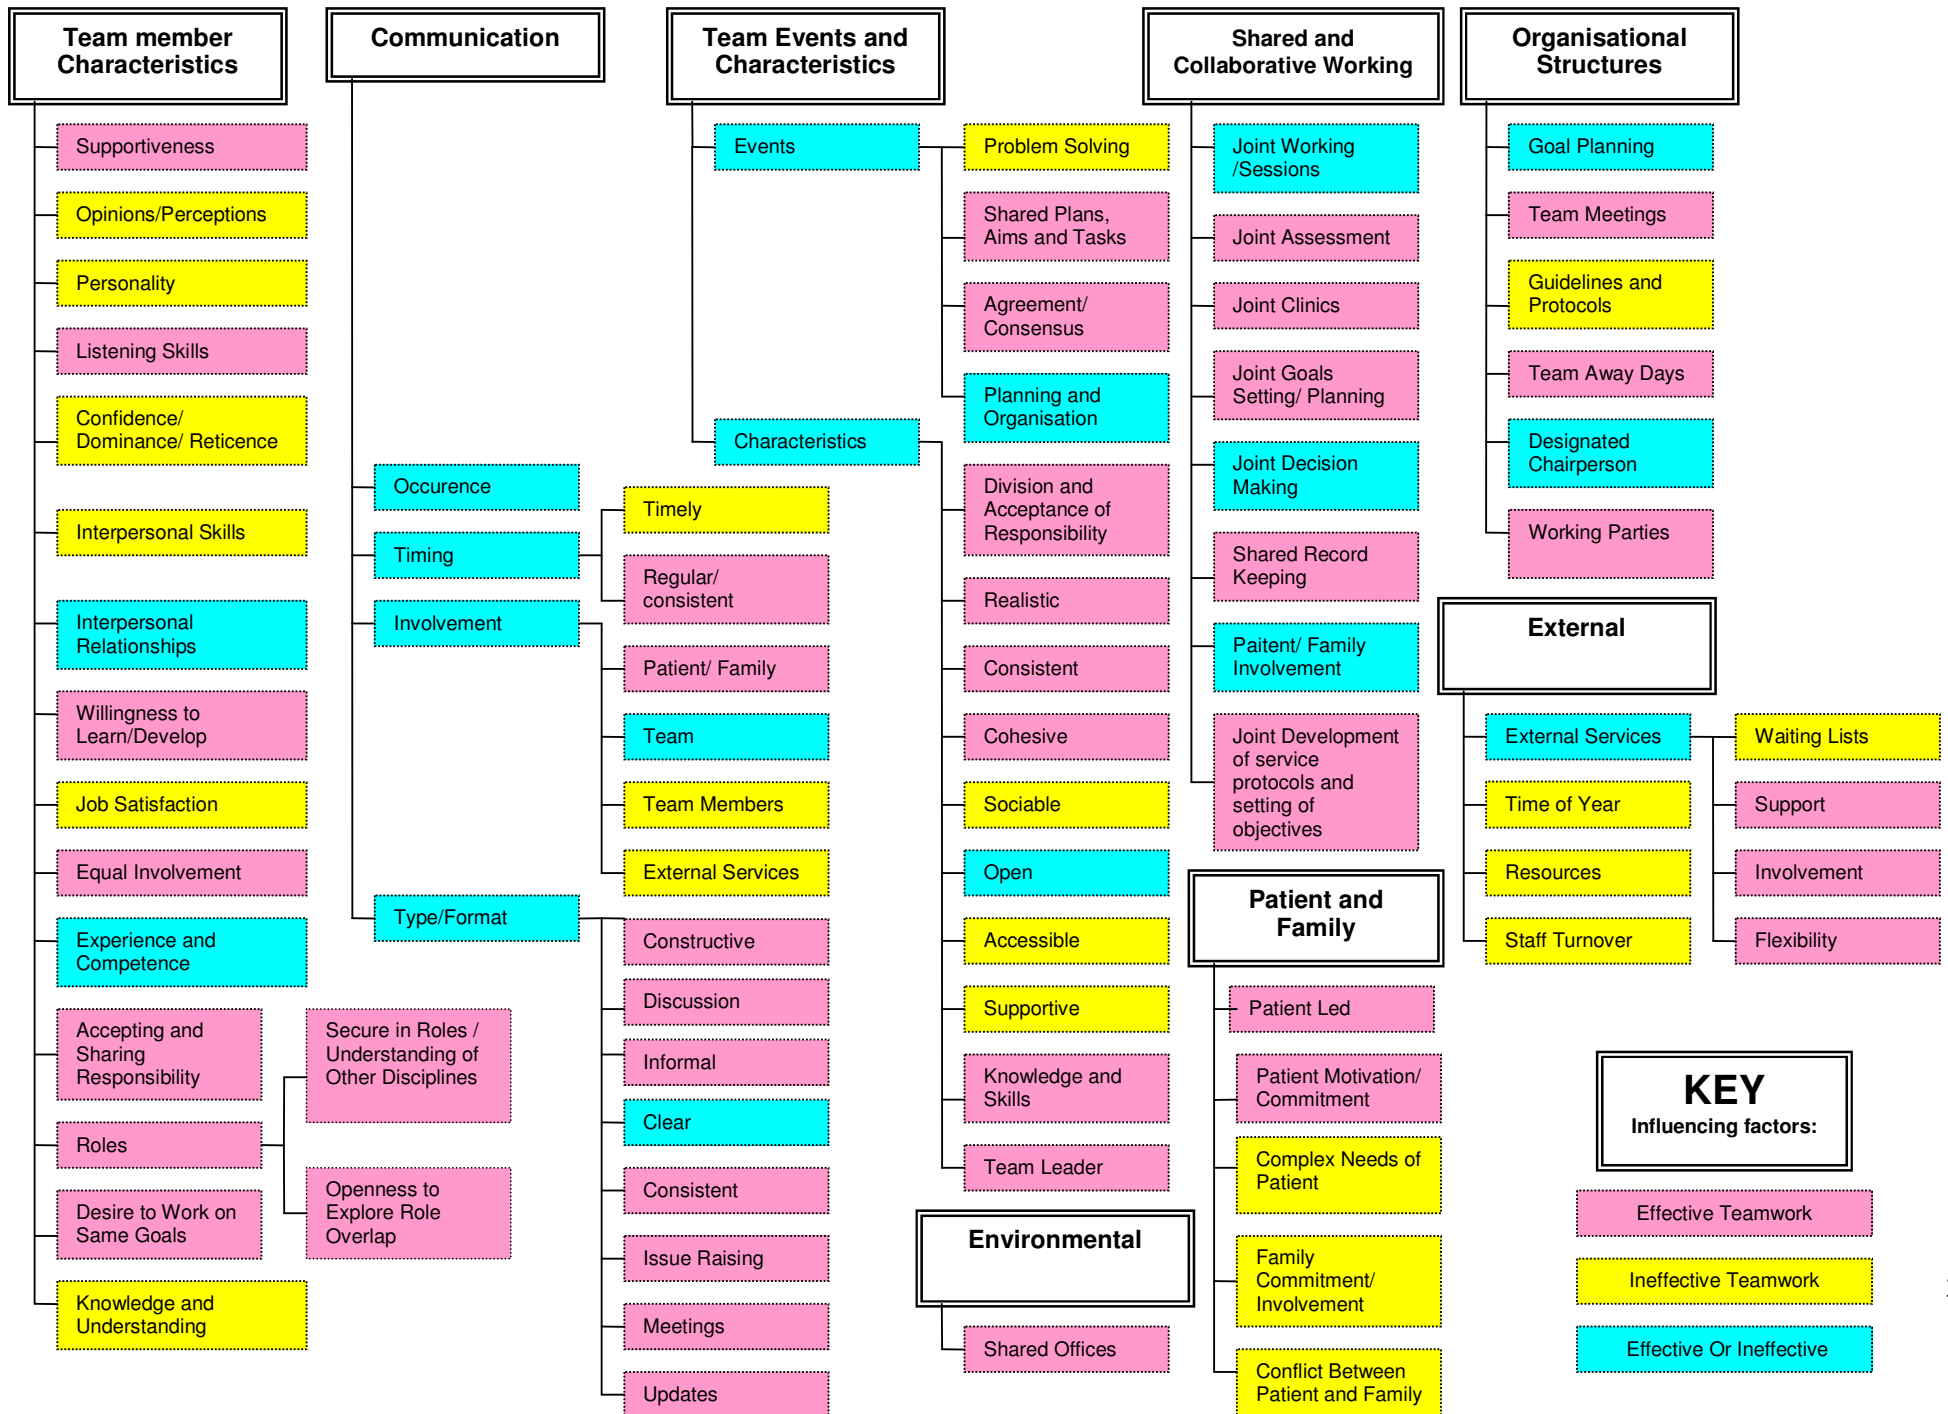 Team member
Characteristics
Supportiveness
Opinions/Perceptions
Personality
Listening Skills
Confidence/
Dominance/ Reticence
Interpersonal Skills
Interpersonal
Relationships
Willingness to
Learn/Develop
Job Satisfaction
Equal Involvement
Experience and
Competence
Accepting and
Sharing
Responsibility
Roles
Secure in Roles /
Understanding of
Other Disciplines
Openness to
Explore Role
Overlap
Desire to Work on
Same Goals
Knowledge and
Understanding
Communication
Occurence
Timing
Timely
Regular/
consistent
Involvement
Patient/ Family
Team
Team Members
External Services
Type/Format
Constructive
Discussion
Informal
Clear
Consistent
Issue Raising
Meetings
Updates
Team Events and
Characteristics
Events
Problem Solving
Shared Plans,
Aims and Tasks
Agreement/
Consensus
Planning and
Organisation
Characteristics
Division and
Acceptance of
Responsibility
Realistic
Consistent
Cohesive
Sociable
Open
Accessible
Supportive
Knowledge and
Skills
Team Leader
Environmental
Shared Offices
Shared and
Collaborative Working
Joint Working
/Sessions
Joint Assessment
Joint Clinics
Joint Goals
Setting/ Planning
Joint Decision
Making
Shared Record
Keeping
Paitent/ Family
Involvement
Joint Development
of service
protocols and
setting of
objectives
Patient and
Family
Patient Led
Patient Motivation/
Commitment
Complex Needs of
Patient
Family
Commitment/
Involvement
Conflict Between
Patient and Family
Organisational
Structures
Goal Planning
Team Meetings
Guidelines and
Protocols
Team Away Days
Designated
Chairperson
Working Parties
External
External Services
Waiting Lists
Support
Involvement
Flexibility
Time of Year
Resources
Staff Turnover
KEY
Influencing factors:
Effective Teamwork
Ineffective Teamwork
Effective Or Ineffective